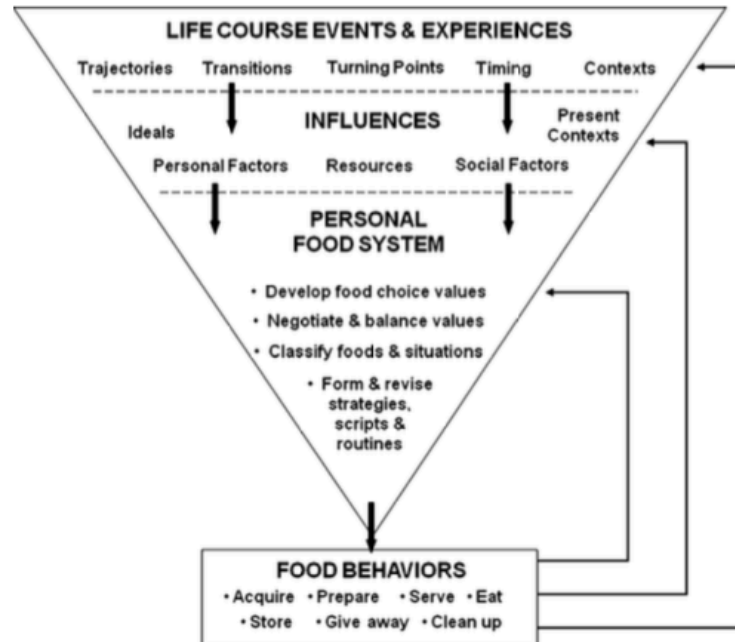 LIFE COURSE EVENTS & EXPERIENCES
Trajectories Transitions Turning Points Timing Contexts
Ideals INFLUENCES Present
Contexts
Personal Factors Resources Social Factors
PERSONAL
FOOD SYSTEM
• Develop food choice values
• Negotiate & balance values
• Classify foods & situations
• Form & revise
strategies,
scripts &
routines
FOOD BEHAVIORS
• Acquire • Prepare • Serve • Eat
• Store • Give away • Clean up